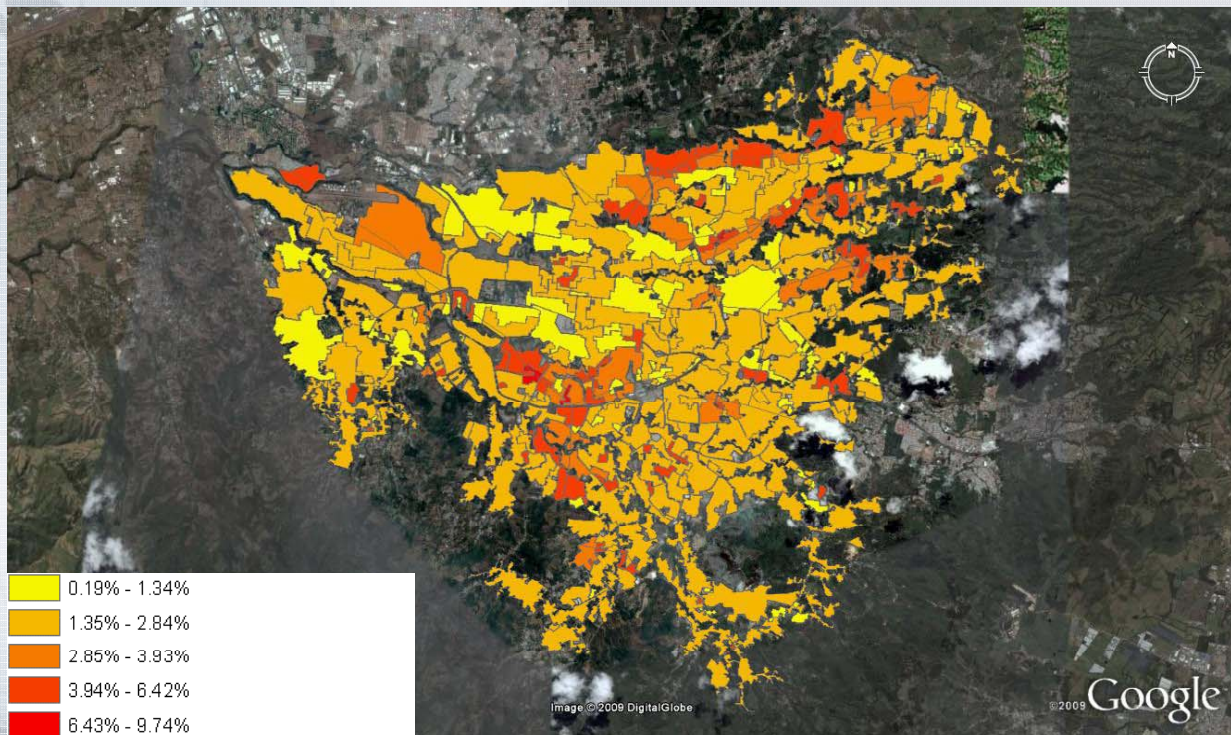 N
0.19% - 1.34%
1.35% - 2.84%
2.85% - 3.93%
3.94% - 6.42%
6.43% - 9.74%
Image © 2009 DigitalGlobe
©2009 Google